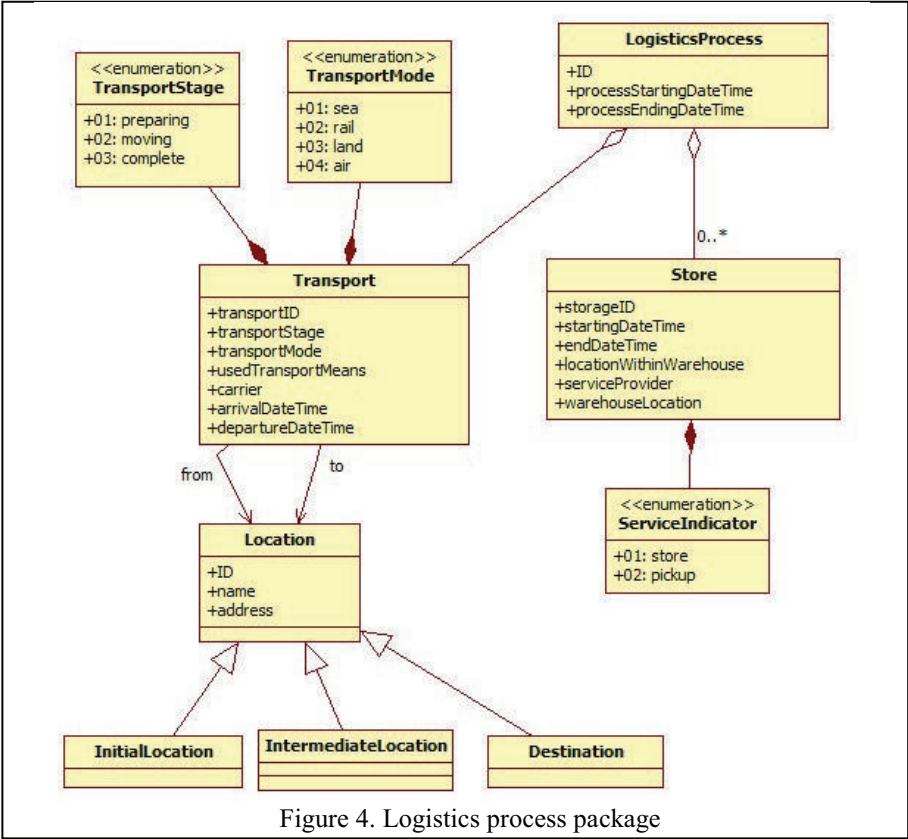 <<enumeration>>
TransportStage
+01: preparing
+02: moving
+03: complete
<<enumeration>>
TransportMode
+01: sea
+02: rail
+03: land
+04: air
LogisticsProcess
+ID
+processStartingDateTime
+processEndingDateTime
0..*
Transport
+transportID
+transportStage
+transportMode
+usedTransportMeans
+carrier
+arrivalDateTime
+departureDateTime
Store
+storageID
+startingDateTime
+endDateTime
+locationWithinWarehouse
+serviceProvider
+warehouseLocation
from
to
<<enumeration>>
ServiceIndicator
+01: store
+02: pickup
Location
+ID
+name
+address
InitialLocation
IntermediateLocation
Destination
Figure 4. Logistics process package